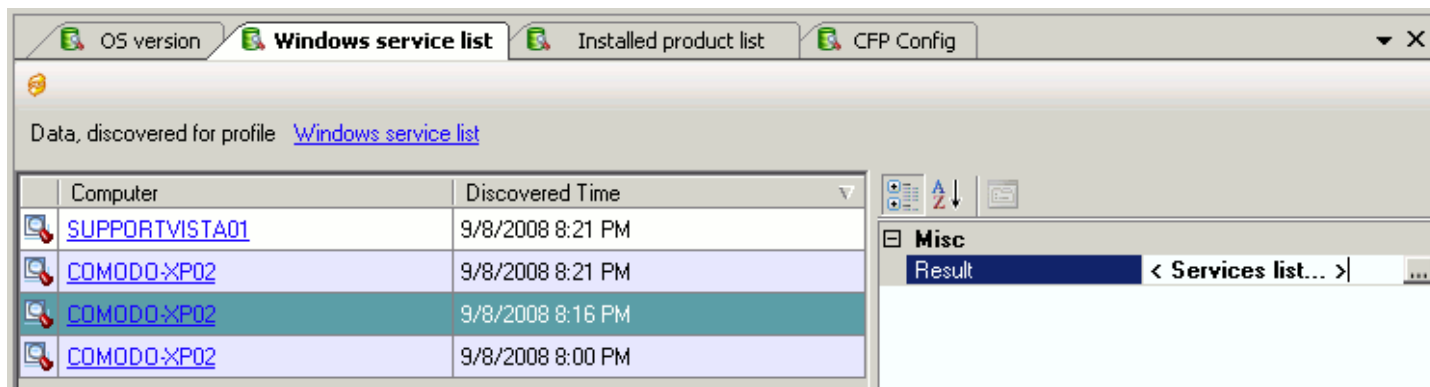 OS version Windows service list Installed product list CFP Config
Data, discovered for profile Windows service list
Computer Discovered Time
SUPPORTVISTA01 9/8/2008 8:21 PM
COMODO-XP02 9/8/2008 8:21 PM
COMODO-XP02 9/8/2008 8:16 PM
COMODO-XP02 9/8/2008 8:00 PM
A
Z
Misc
Result < Services list... > ...